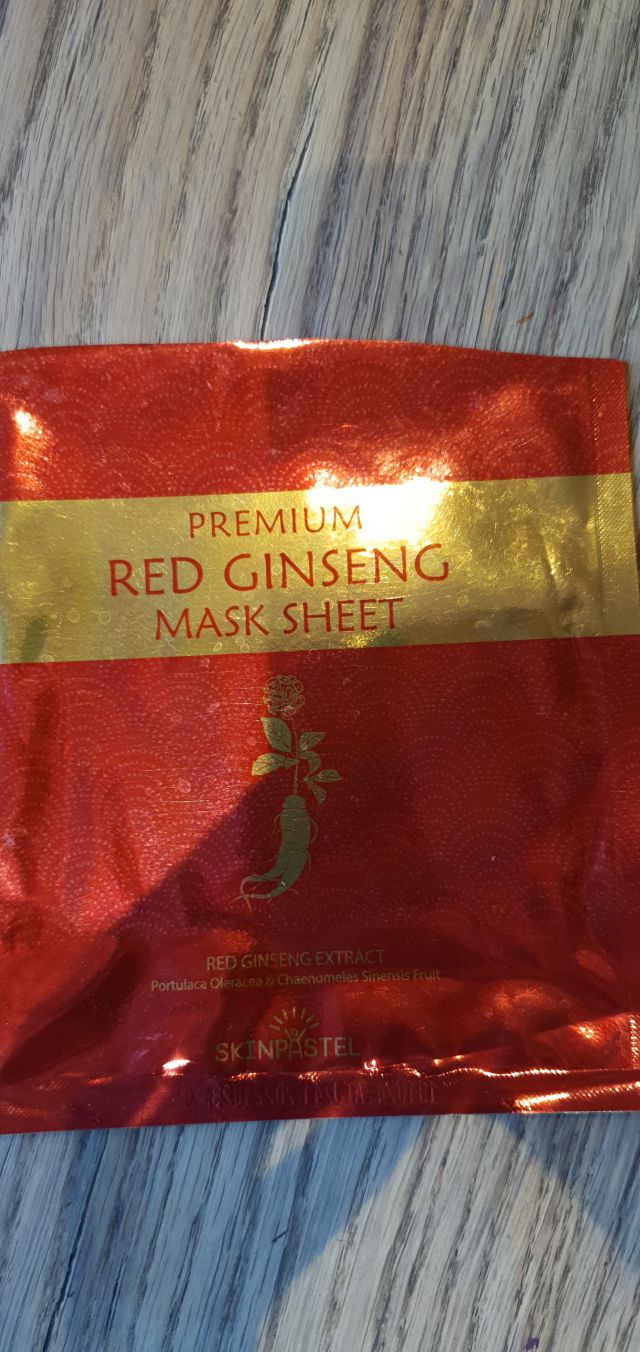 PREMIUM
RED GINSENG
MASK SHEET
RED GINSENG EXTRACT
Portulaca Oleracea & Chaenomeles Sinensis Fruit
SKINPASTEL